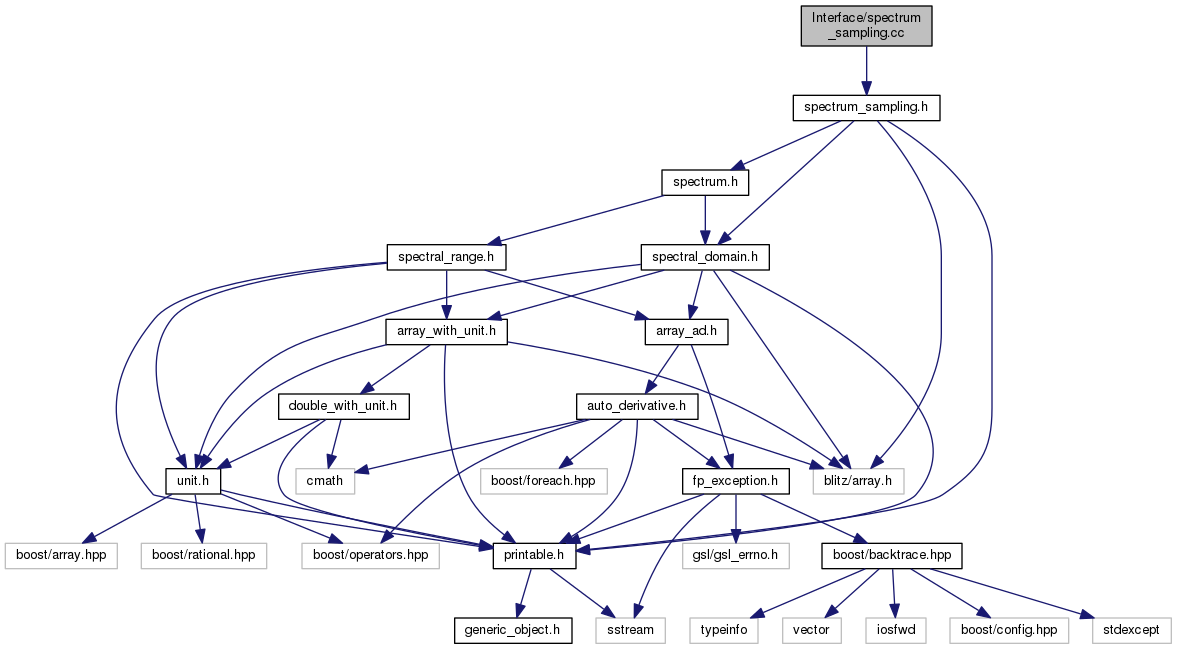 Interface/spectrum
_sampling.cc
spectrum_sampling.h
spectrum.h
spectral_range.h
spectral_domain.h
array_with_unit.h
array_ad.h
double_with_unit.h
auto_derivative.h
unit.h
cmath
boost/foreach.hpp
fp_exception.h
blitz/array.h
boost/array.hpp
boost/rational.hpp
boost/operators.hpp
printable.h
gsl/gsl_errno.h
boost/backtrace.hpp
generic_object.h
sstream
typeinfo
vector
iosfwd
boost/config.hpp
stdexcept